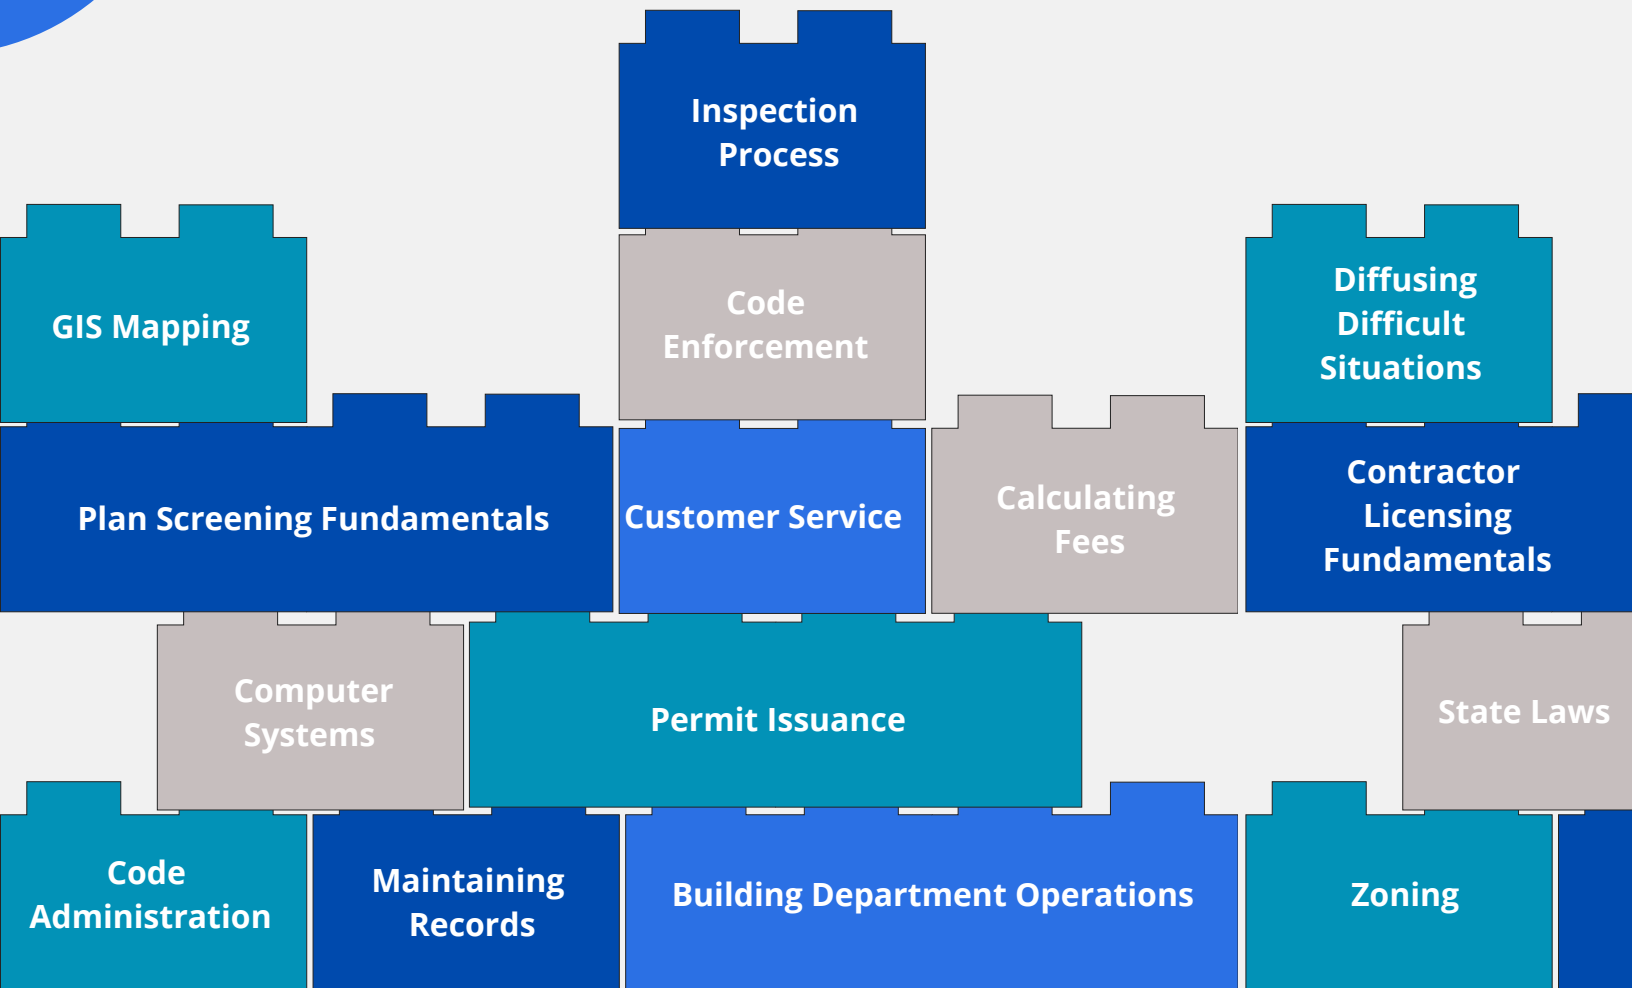 Inspection
Process
GIS Mapping
Code
Enforcement
Diffusing
Difficult
Situations
Plan Screening Fundamentals
Customer Service
Calculating
Fees
Contractor
Licensing
Fundamentals
Computer
Systems
Permit Issuance
State Laws
Code
Administration
Maintaining
Records
Building Department Operations
Zoning